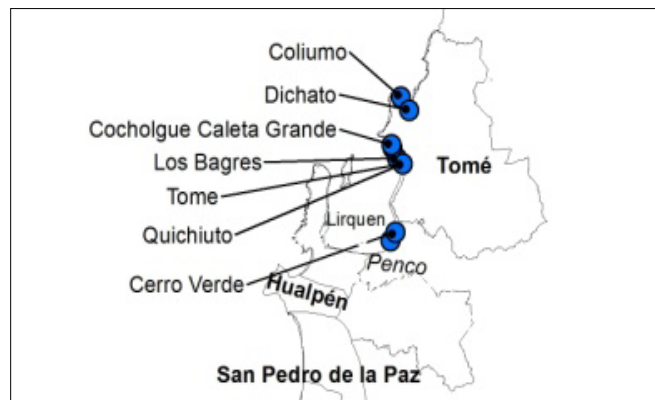 Coliumo
Dichato
Cocholgue Caleta Grande
Los Bagres
Tomé
Tome
Quichiuto
Lirquen
Cerro Verde
Penco
Hualpén
San Pedro de la Paz